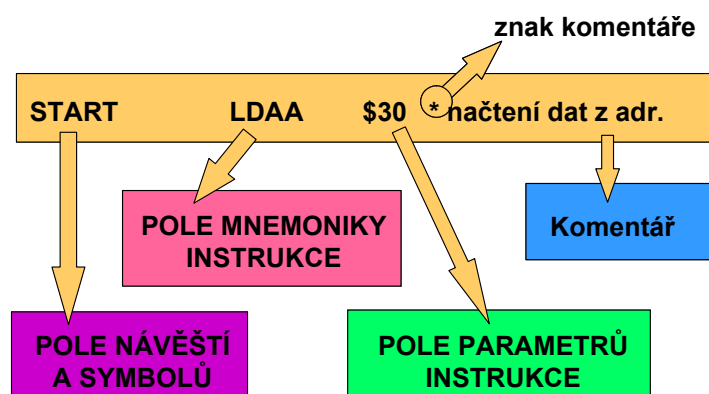 znak komentáře
START LDAA $30 * načtení dat z adr.
POLE MNEMONIKY
INSTRUKCE
Komentář
POLE NÁVĚŠTÍ
A SYMBOLŮ
POLE PARAMETRŮ
INSTRUKCE